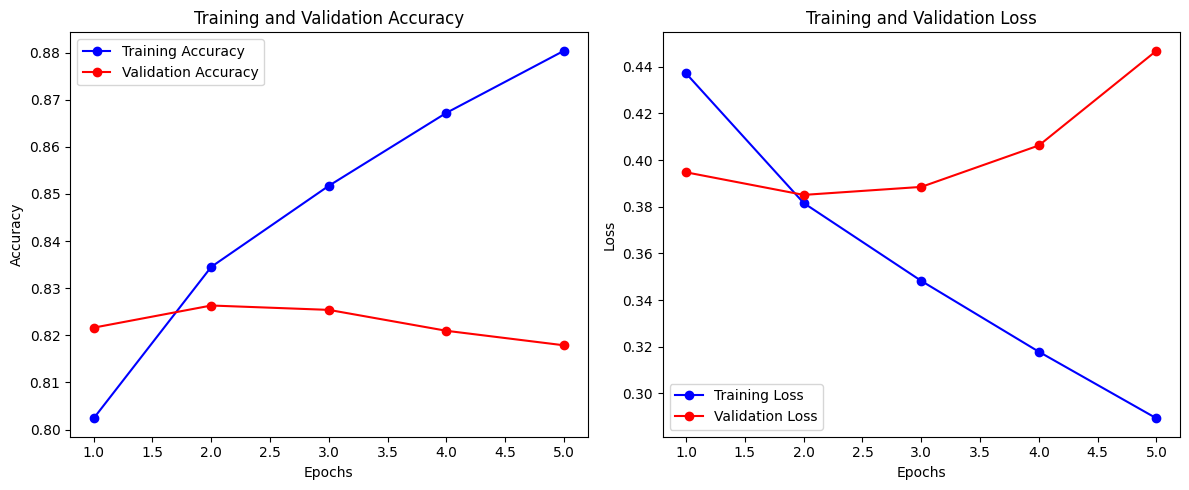 Training and Validation Accuracy
Training Accuracy
Validation Accuracy
0.88
0.87
0.86
0.85
0.84
0.83
0.82
0.81
0.80
Accuracy
1.0 1.5 2.0 2.5 3.0 3.5 4.0 4.5 5.0
Epochs
Training and Validation Loss
0.44
0.42
0.40
0.38
0.36
0.34
0.32
0.30
Loss
Training Loss
Validation Loss
1.0 1.5 2.0 2.5 3.0 3.5 4.0 4.5 5.0
Epochs